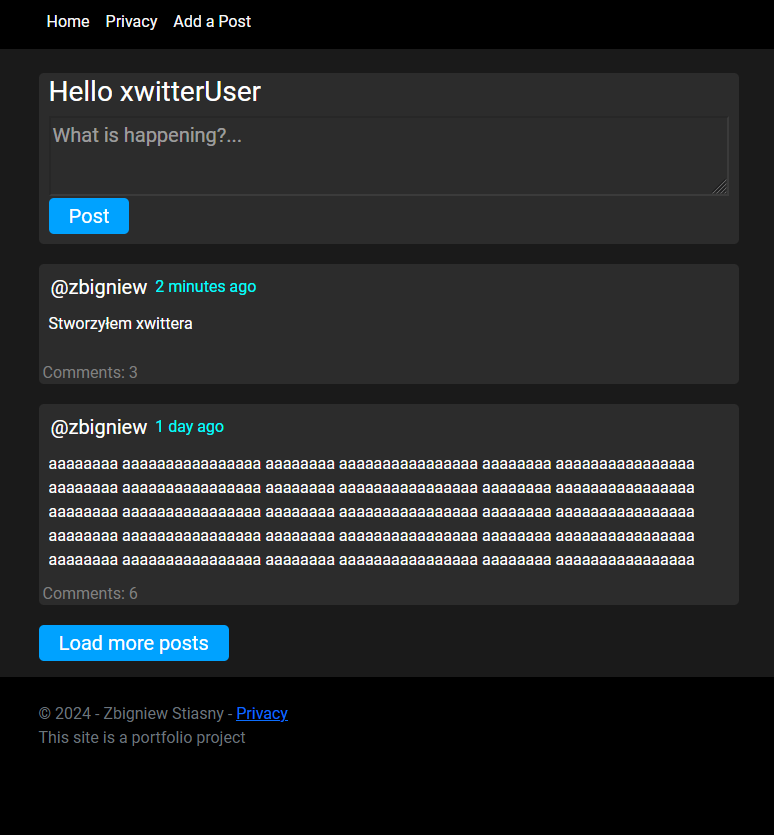 Home Privacy Add a Post
Hello xwitterUser
What is happening?...
Post
@zbigniew 2 minutes ago
Stworzyłem xwittera
Comments: 3
@zbigniew 1 day ago
aaaaaaaa aaaaaaaaaaaaaaaa aaaaaaaa aaaaaaaaaaaaaaaa aaaaaaaa aaaaaaaaaaaaaaaa
aaaaaaaa aaaaaaaaaaaaaaaa aaaaaaaa aaaaaaaaaaaaaaaa aaaaaaaa aaaaaaaaaaaaaaaa
aaaaaaaa aaaaaaaaaaaaaaaa aaaaaaaa aaaaaaaaaaaaaaaa aaaaaaaa aaaaaaaaaaaaaaaa
aaaaaaaa aaaaaaaaaaaaaaaa aaaaaaaa aaaaaaaaaaaaaaaa aaaaaaaa aaaaaaaaaaaaaaaa
aaaaaaaa aaaaaaaaaaaaaaaa aaaaaaaa aaaaaaaaaaaaaaaa aaaaaaaa aaaaaaaaaaaaaaaa
Comments: 6
Load more posts
© 2024 - Zbigniew Stiasny - Privacy
This site is a portfolio project